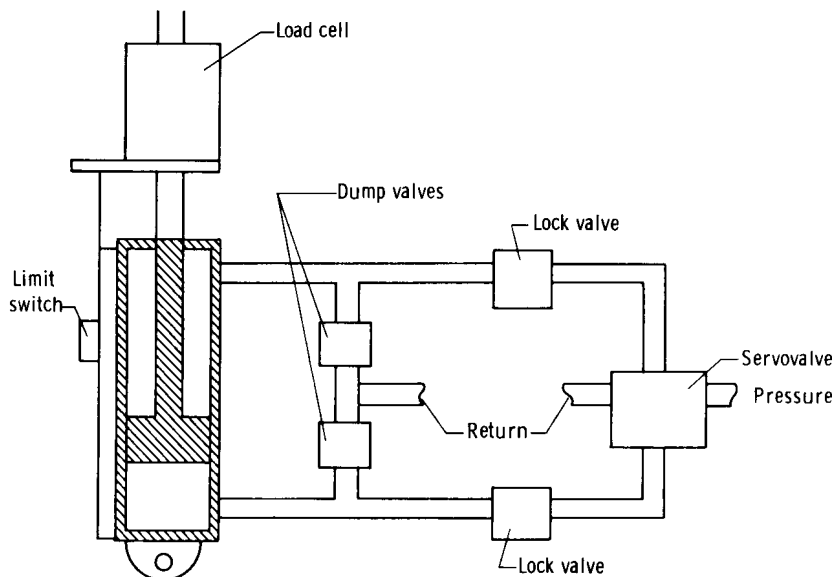 Load cell
Dump valves
Lock valve
Limit
switch
Servovalve
Pressure
Return
Lock valve